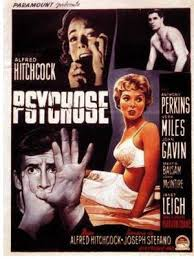 PARAMOUNT présente
ALFRED
HITCHCOCK
PSYCHOSE
ANTHONY
PERKINS
VERA
MILES
JOHN
GAVIN
MARTIN
BALSAM
JOHN
McINTIRE
JANET
LEIGH
ALFRED HITCHCOCK
JOSEPH STEFANO